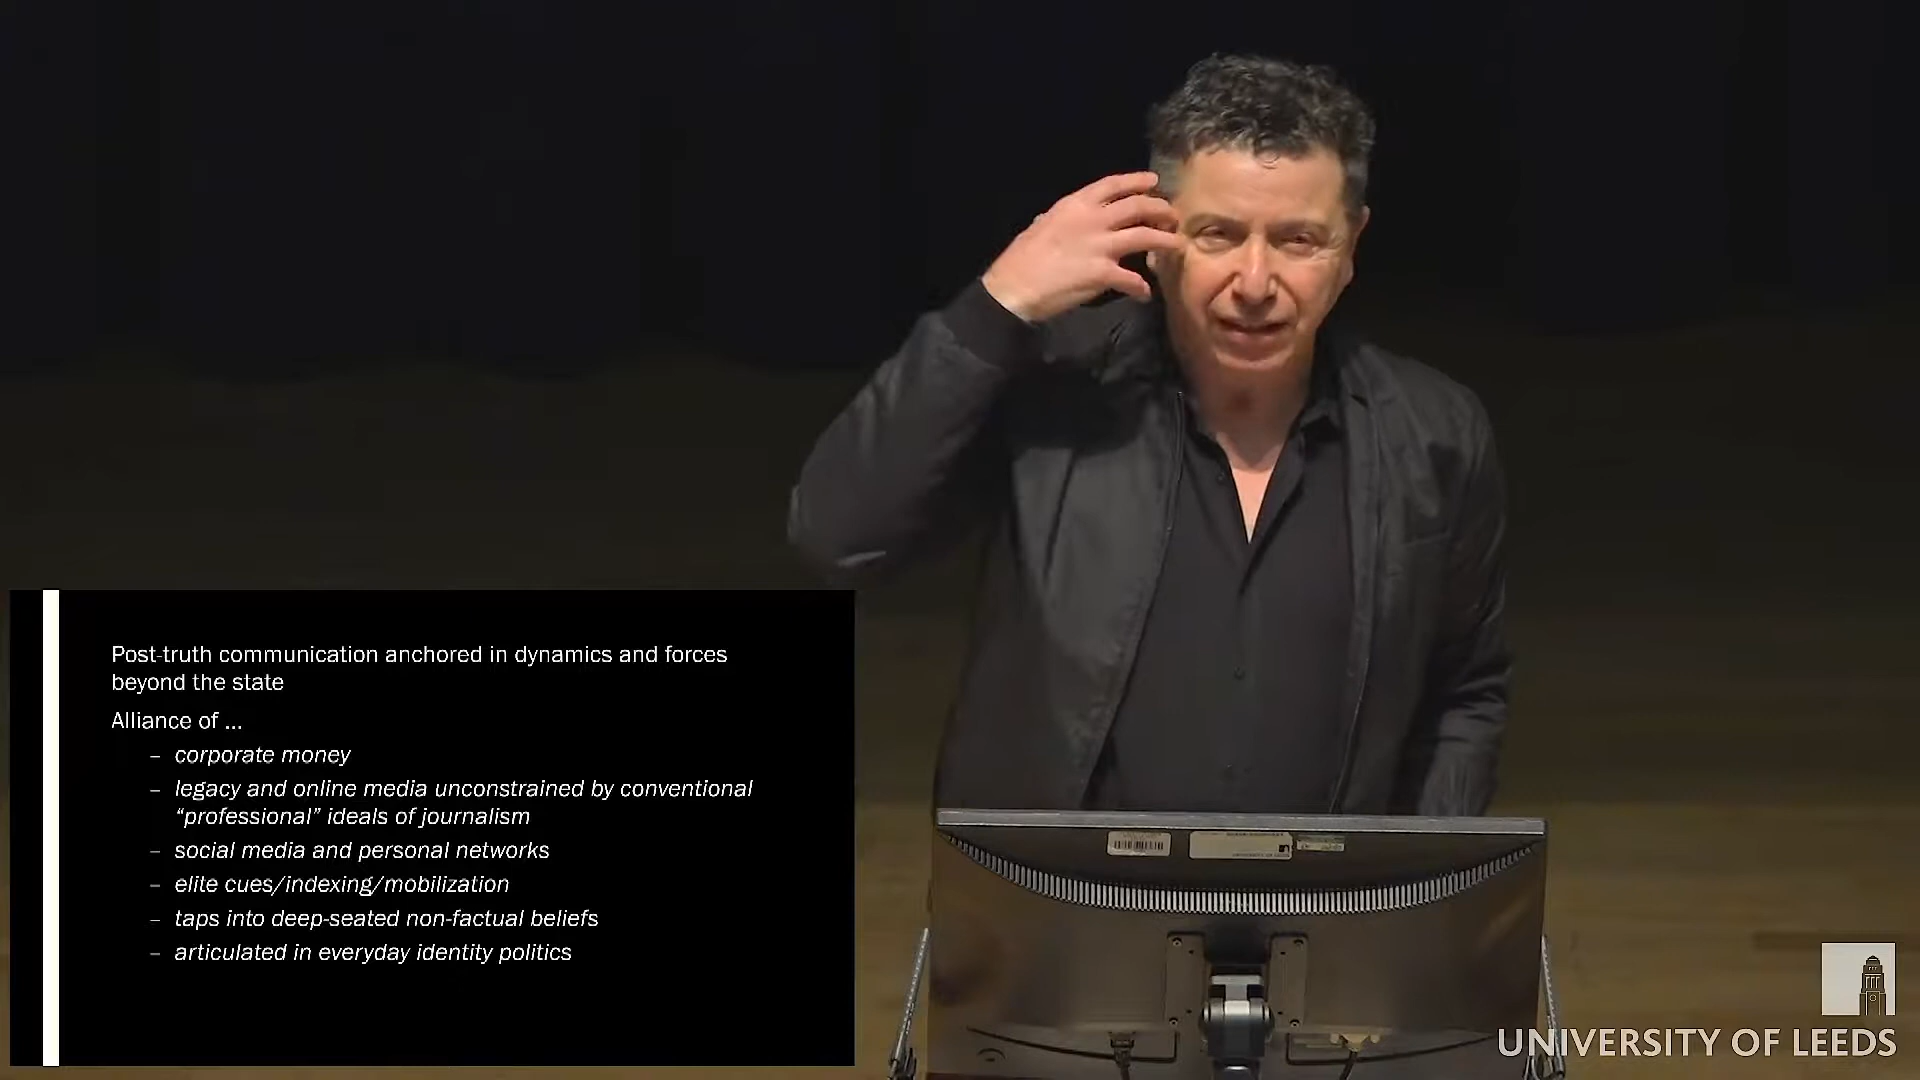 Post-truth communication anchored in dynamics and forces
beyond the state
Alliance of ...
– corporate money
– legacy and online media unconstrained by conventional
“professional” ideals of journalism
– social media and personal networks
– elite cues/indexing/mobilization
– taps into deep-seated non-factual beliefs
– articulated in everyday identity politics
UNIVERSITY OF LEEDS